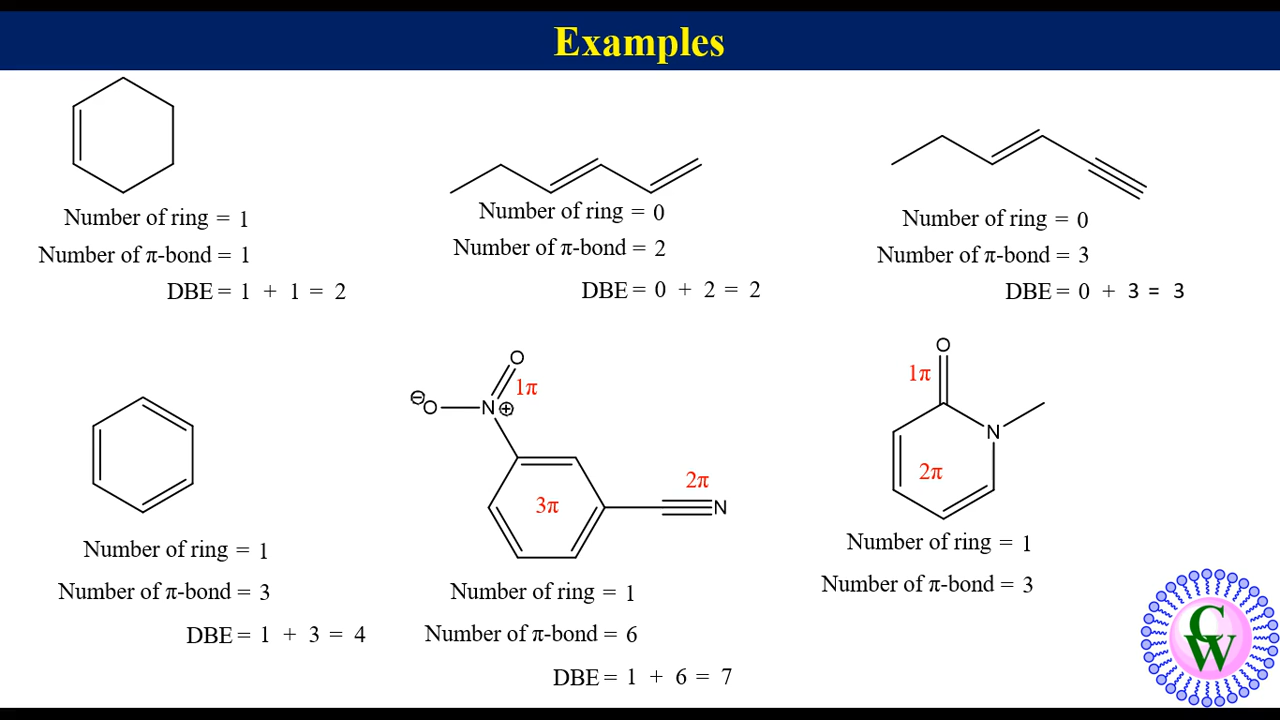 Examples
Number of ring = 1
Number of π-bond = 1
DBE = 1 + 1 = 2
Number of ring = 0
Number of π-bond = 2
DBE = 0 + 2 = 2
Number of ring = 0
Number of π-bond = 3
DBE = 0 + 3 = 3
Number of ring = 1
Number of π-bond = 3
DBE = 1 + 3 = 4
O
1π
⊖O N⊕
2π
3π
N
Number of ring = 1
Number of π-bond = 6
DBE = 1 + 6 = 7
O
1π
N
2π
Number of ring = 1
Number of π-bond = 3
CW